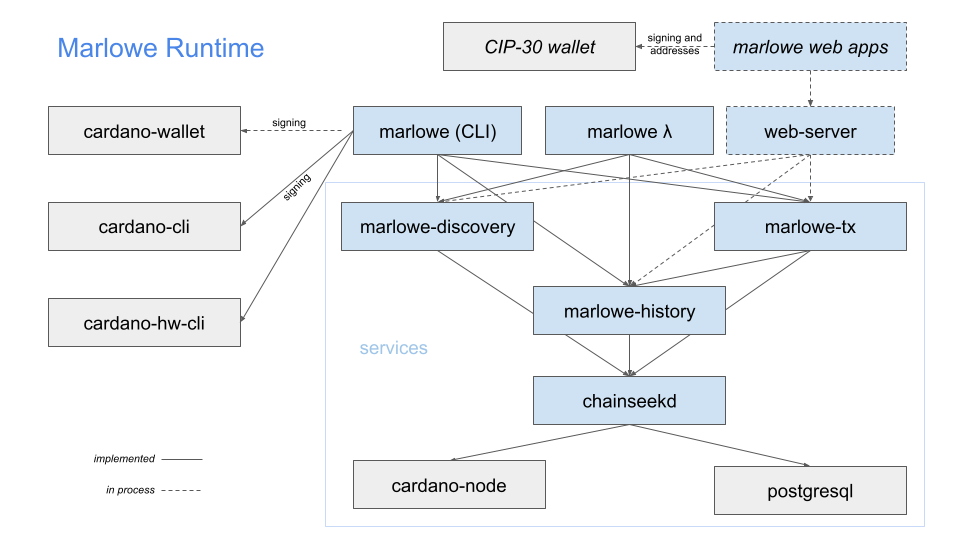 Marlowe Runtime
CIP-30 wallet
signing and
addresses
marlowe web apps
cardano-wallet
signing
marlowe (CLI)
marlowe λ
web-server
signing
cardano-cli
marlowe-discovery
marlowe-tx
cardano-hw-cli
marlowe-history
services
chainseekd
implemented
in process
cardano-node
postgresql